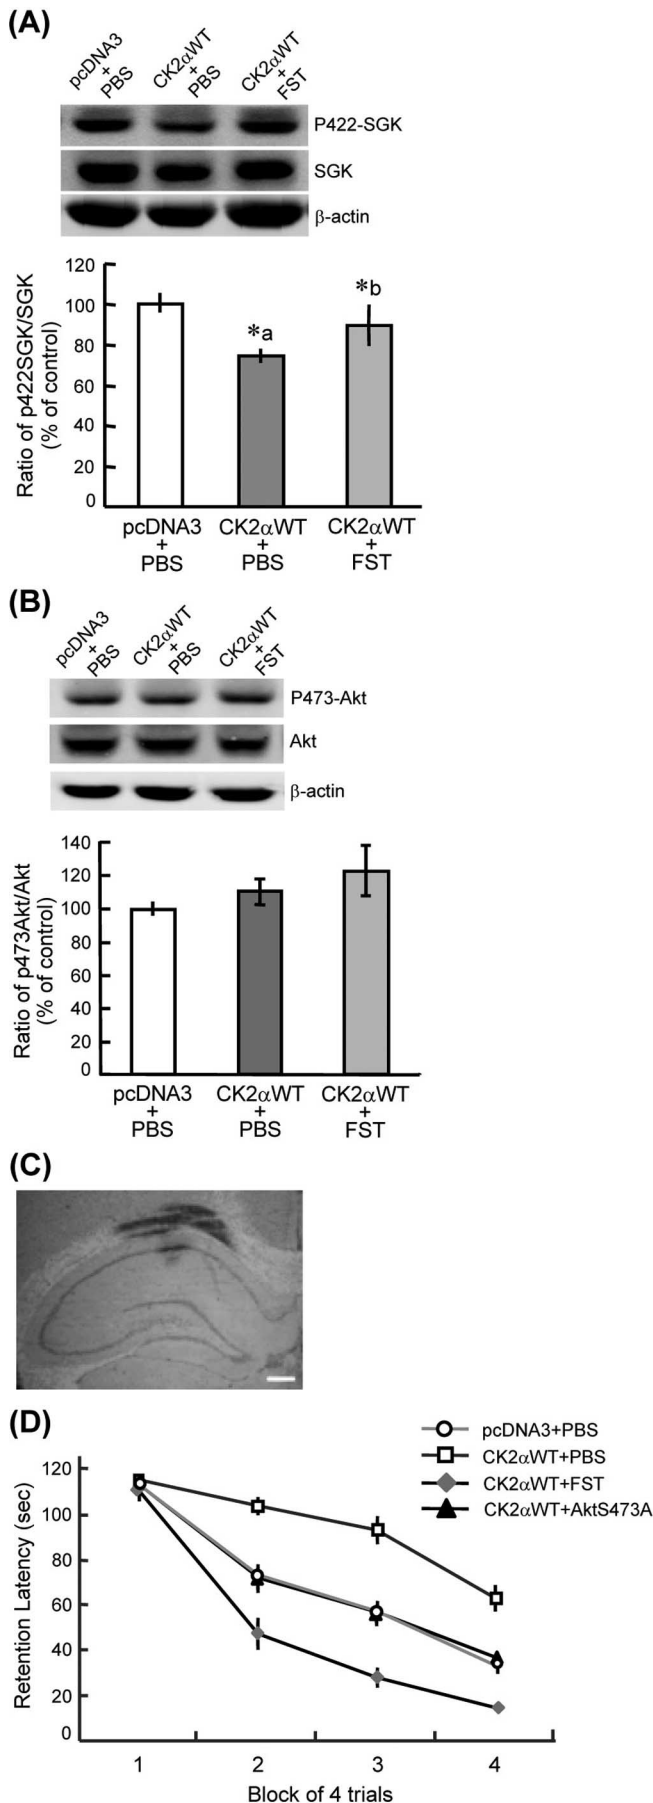 (A)
pcDNA3
+
PBS
CK2αWT
+
PBS
CK2αWT
+
FST
P422-SGK
SGK
β-actin
Ratio of p422SGK/SGK
(% of control)
120
100
80
60
40
20
0
*a
*b
pcDNA3
+
PBS
CK2αWT
+
PBS
CK2αWT
+
FST
(B)
pcDNA3
+
PBS
CK2αWT
+
PBS
CK2αWT
+
FST
P473-Akt
Akt
β-actin
Ratio of p473Akt/Akt
(% of control)
140
120
100
80
60
40
20
0
pcDNA3
+
PBS
CK2αWT
+
PBS
CK2αWT
+
FST
(C)
(D)
pcDNA3+PBS
CK2αWT+PBS
CK2αWT+FST
CK2αWT+AktS473A
Retention Latency (sec)
120
100
80
60
40
20
0
1 2 3 4
Block of 4 trials